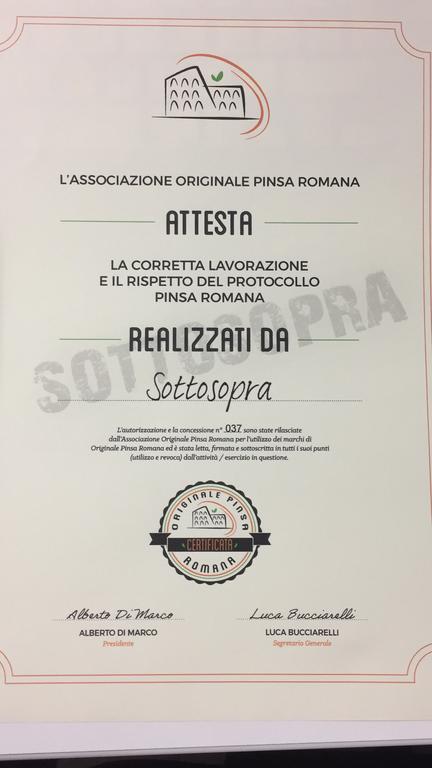 L'ASSOCIAZIONE ORIGINALE PINSA ROMANA
ATTESTA
LA CORRETTA LAVORAZIONE
E IL RISPETTO DEL PROTOCOLLO
PINSA ROMANA
REALIZZATI DA
SOTTOSOPRA
Sottosopra
L'autorizzazione e la concessione n° 037 sono state rilasciate
dall'Associazione Originale Pinsa Romana per l'utilizzo dei marchi di
Originale Pinsa Romana ed è stata letta, firmata e sottoscritta in tutti i suoi punti
(utilizzo e revoca) dall'attività / esercizio in questione.
ORIGINALE PINSA
CERTIFICATA
ROMANA
Alberto Di Marco
ALBERTO DI MARCO
Presidente
Luca Bucciarelli
LUCA BUCCIARELLI
Segretario Generale